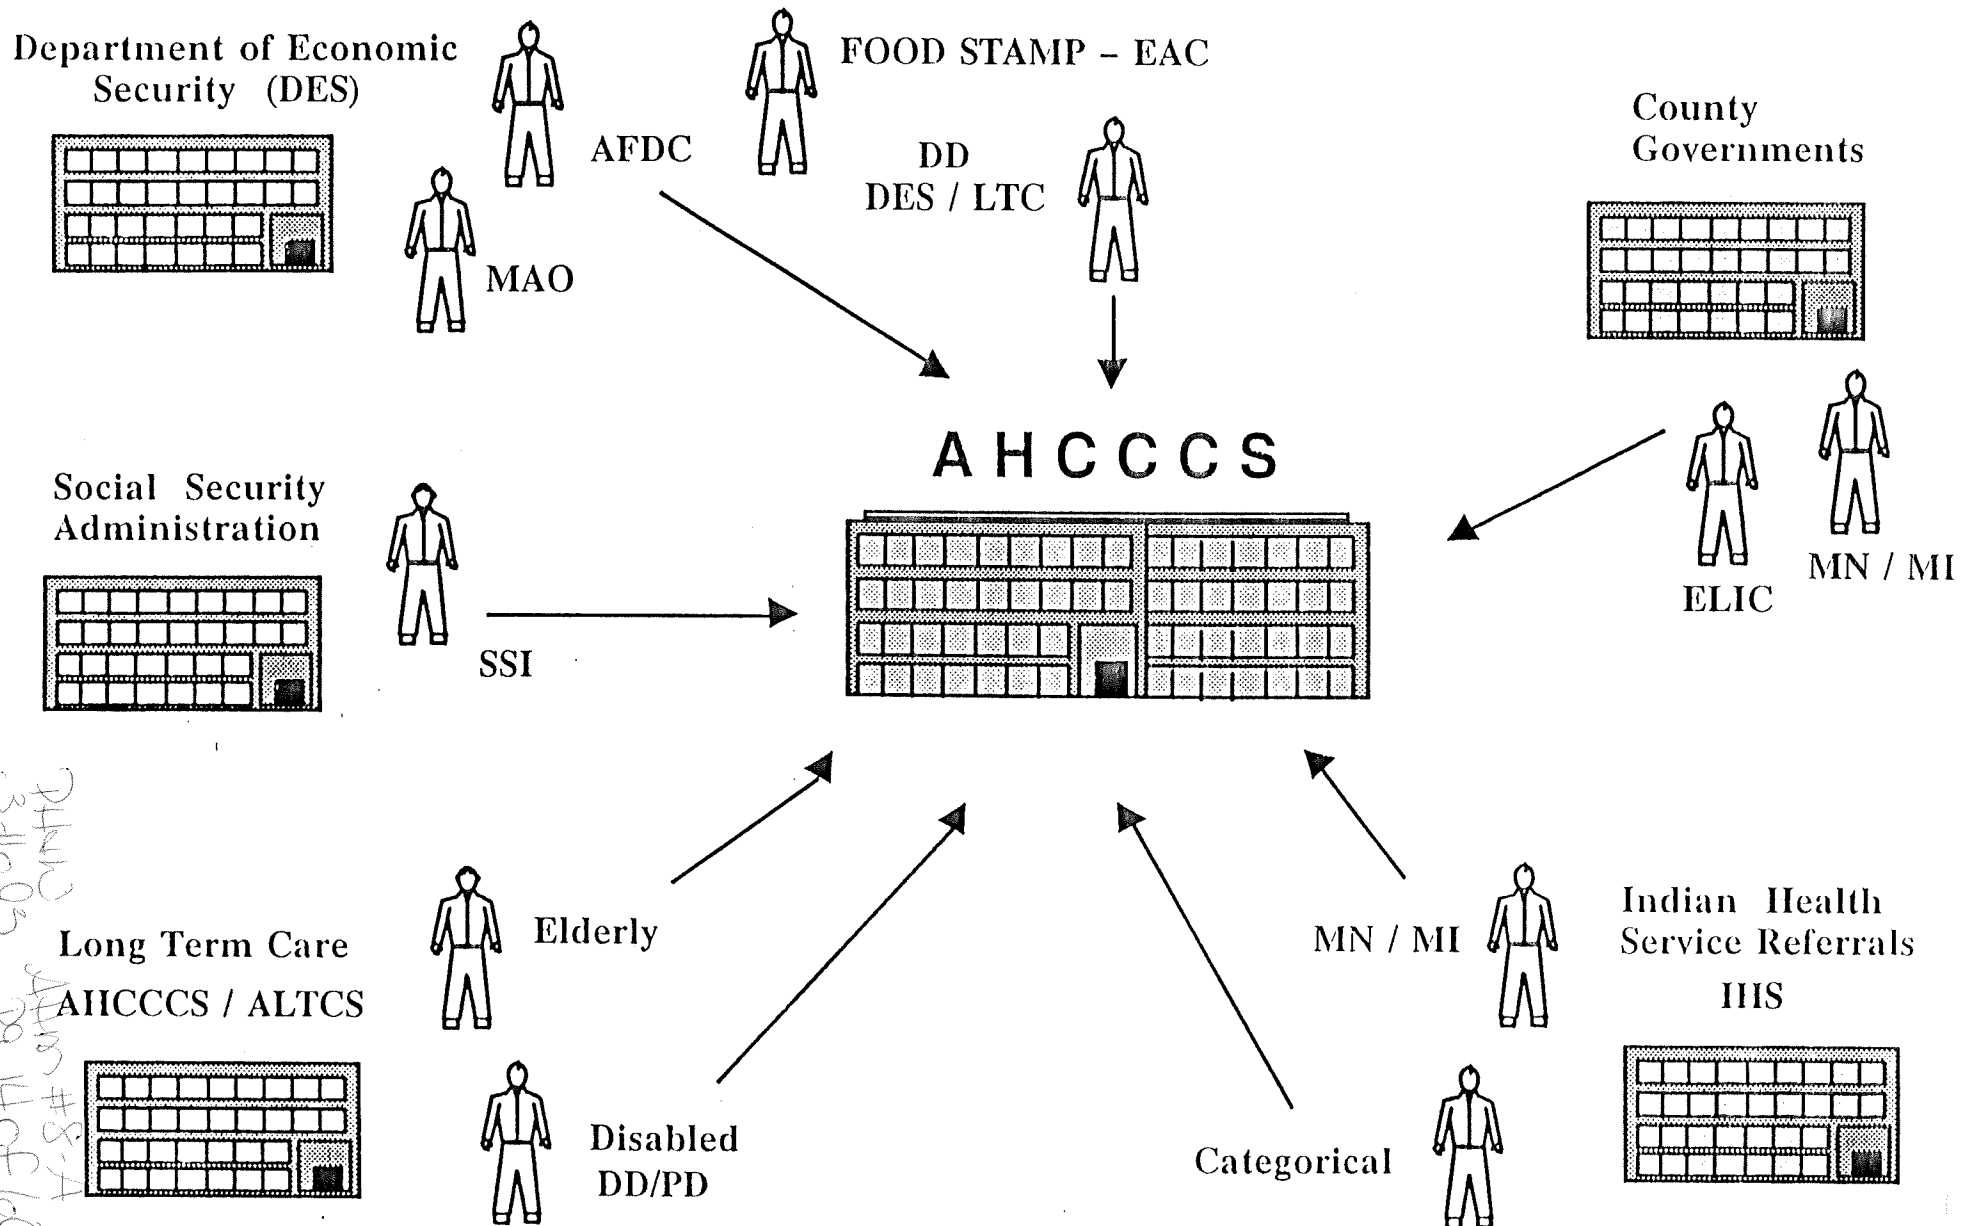 Department of Economic
Security (DES)
AFDC
MAO
FOOD STAMP – EAC
DD
DES / LTC
County
Governments
ELIC
MN / MI
AHCCCS
Social Security
Administration
SSI
Long Term Care
AHCCCS / ALTCS
Elderly
Disabled
DD/PD
MN / MI
Categorical
Indian Health
Service Referrals
IHS
#8-A